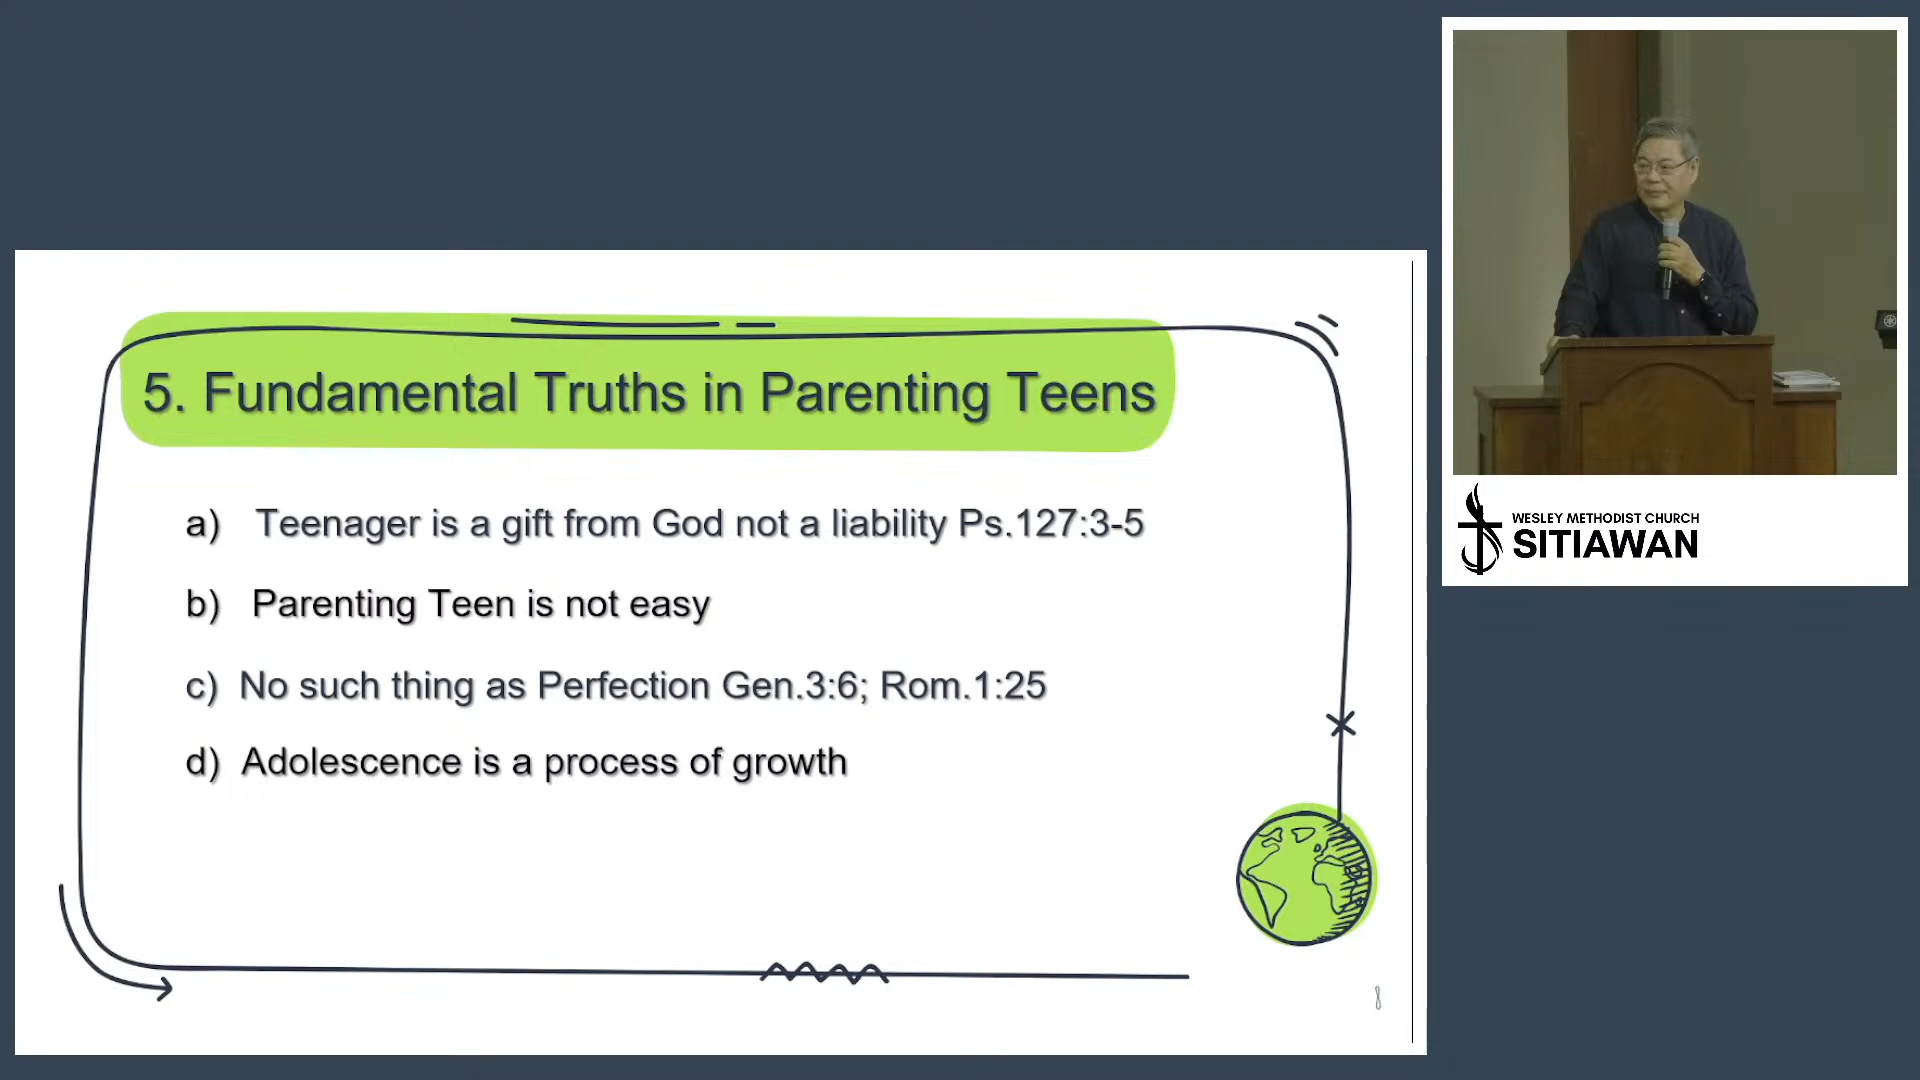 5. Fundamental Truths in Parenting Teens
a) Teenager is a gift from God not a liability Ps.127:3-5
b) Parenting Teen is not easy
c) No such thing as Perfection Gen.3:6; Rom.1:25
d) Adolescence is a process of growth
8
WESLEY METHODIST CHURCH
SITIAWAN